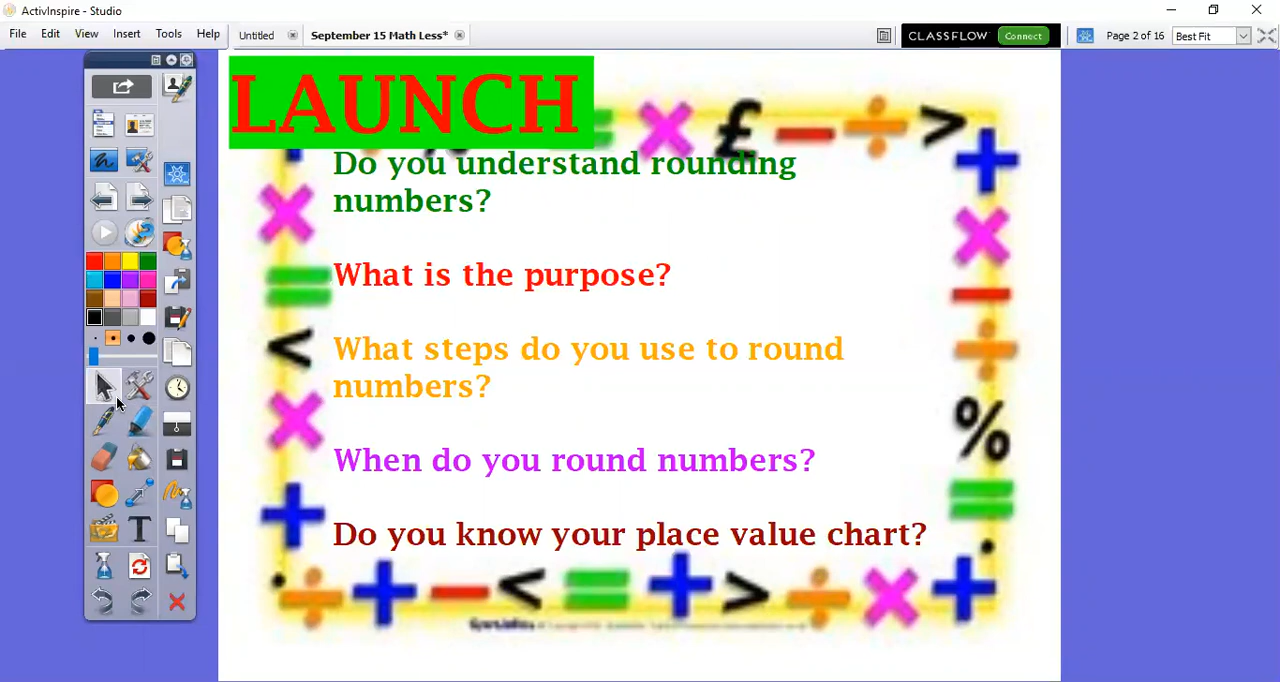 ActivInspire - Studio
File Edit View Insert Tools Help
Untitled
September 15 Math Less*
CLASSFLOW
Connect
Page 2 of 16
Best Fit
LAUNCH
Do you understand rounding
numbers?
What is the purpose?
What steps do you use to round
numbers?
When do you round numbers?
Do you know your place value chart?